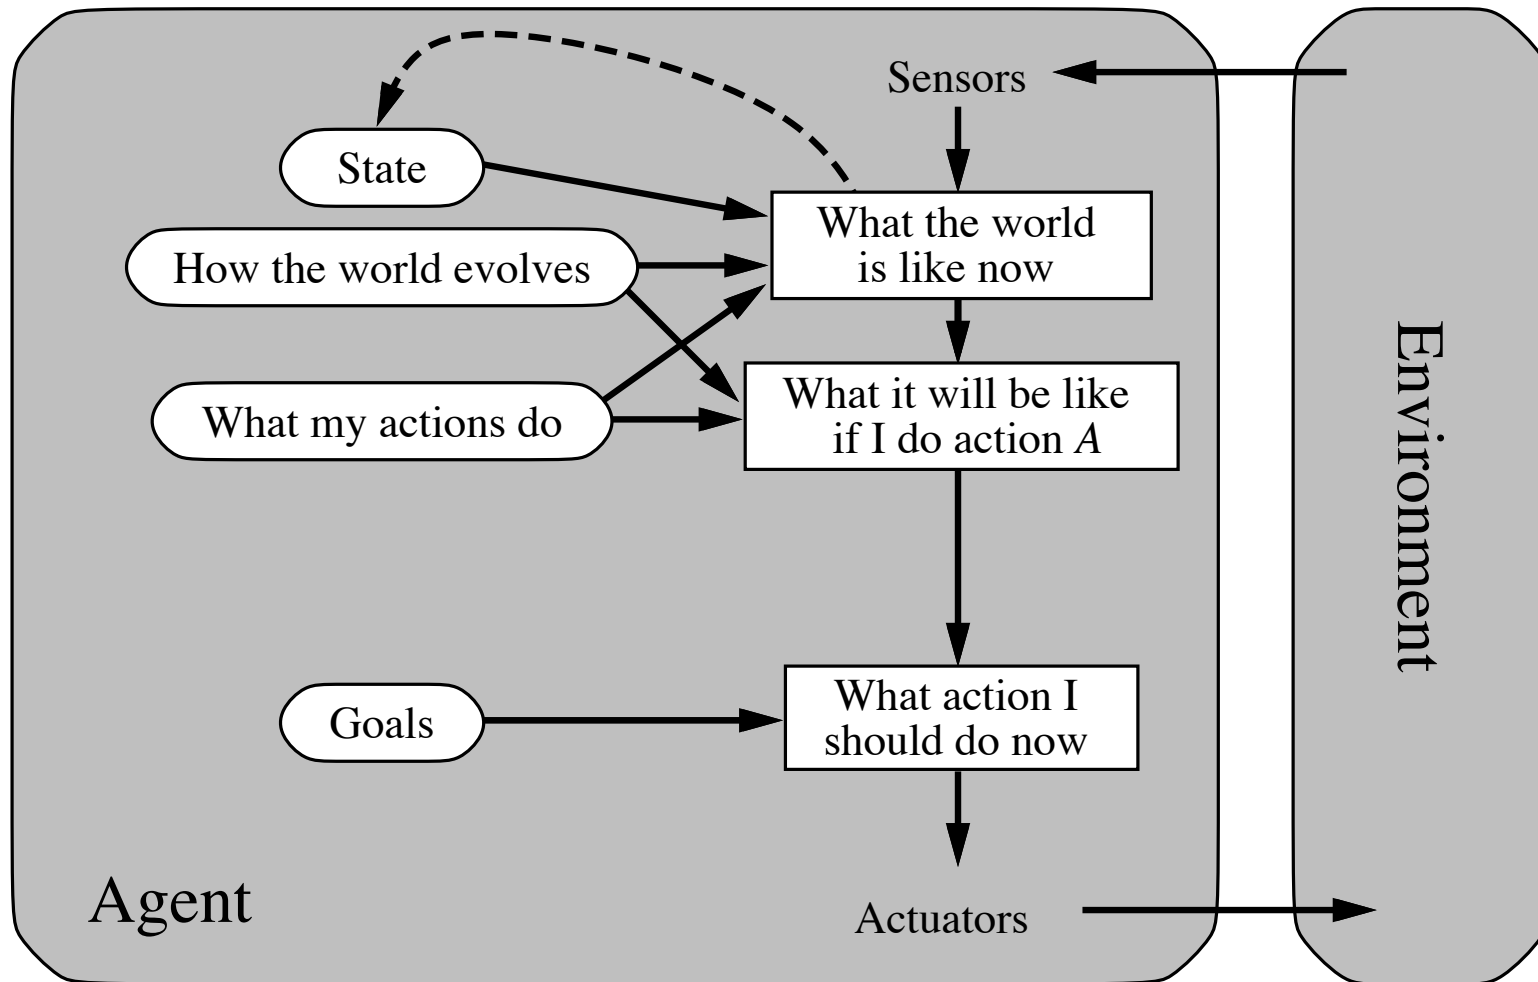 Sensors
State
What the world
is like now
How the world evolves
What it will be like
if I do action A
What my actions do
Environment
What action I
should do now
Goals
Agent
Actuators